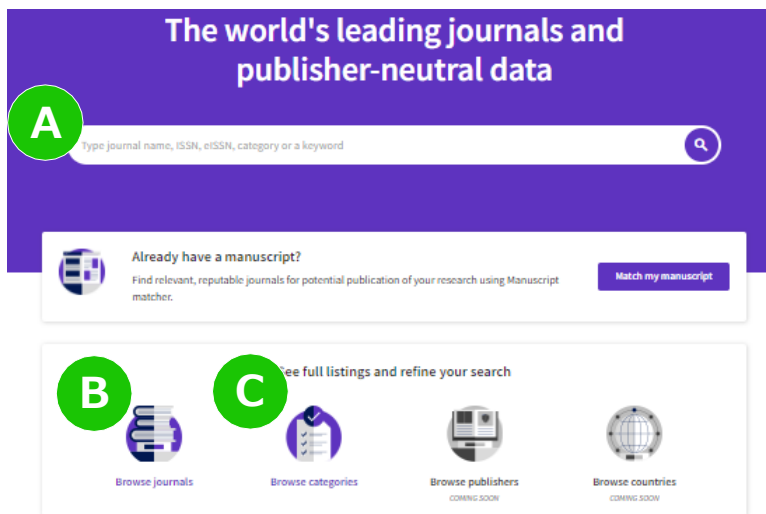 The world's leading journals and
publisher-neutral data
A
Type journal name, ISSN, eISSN, category or a keyword
Already have a manuscript?
Find relevant, reputable journals for potential publication of your research using Manuscript
matcher.
Match my manuscript
B
C
See full listings and refine your search
Browse journals
Browse categories
Browse publishers
COMING SOON
Browse countries
COMING SOON